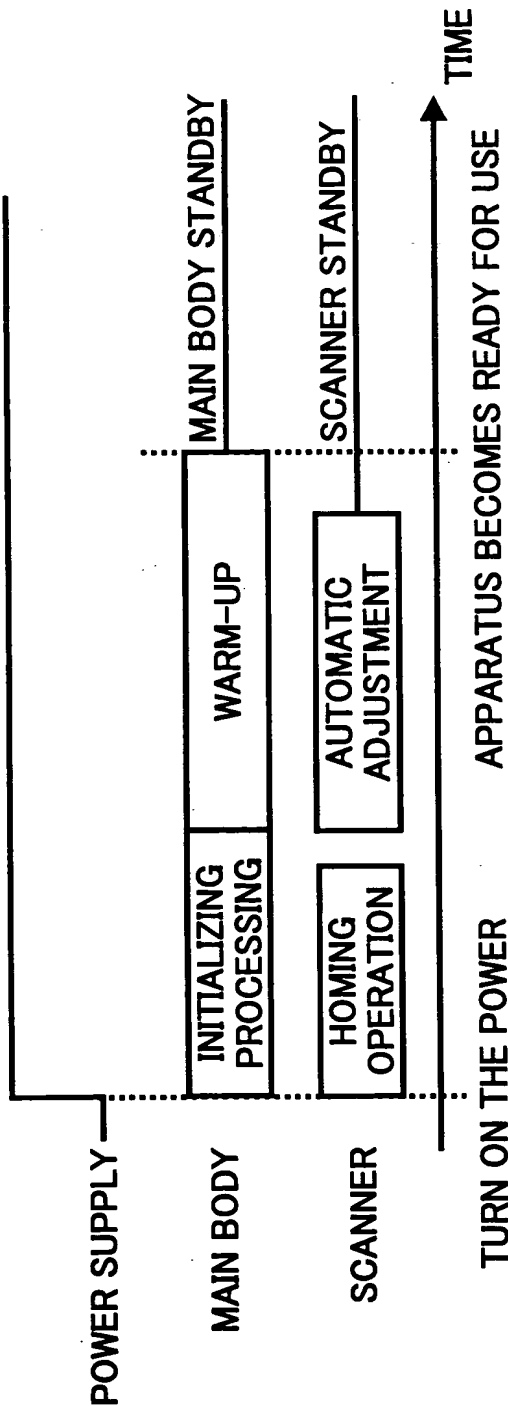 POWER SUPPLY
MAIN BODY
INITIALIZING
PROCESSING
WARM-UP
MAIN BODY STANDBY
SCANNER
HOMING
OPERATION
AUTOMATIC
ADJUSTMENT
SCANNER STANDBY
TIME
TURN ON THE POWER
APPARATUS BECOMES READY FOR USE